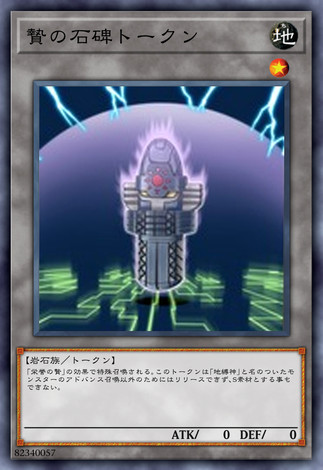 贄の石碑トークン
地
【岩石族／トークン】
「栄誉の贄」の効果で特殊召喚される。このトークンは「地縛神」と名のついたモ
ンスターのアドバンス召喚以外のためにはリリースできず、S素材とする事も
できない。
ATK/ 0 DEF/ 0
82340057